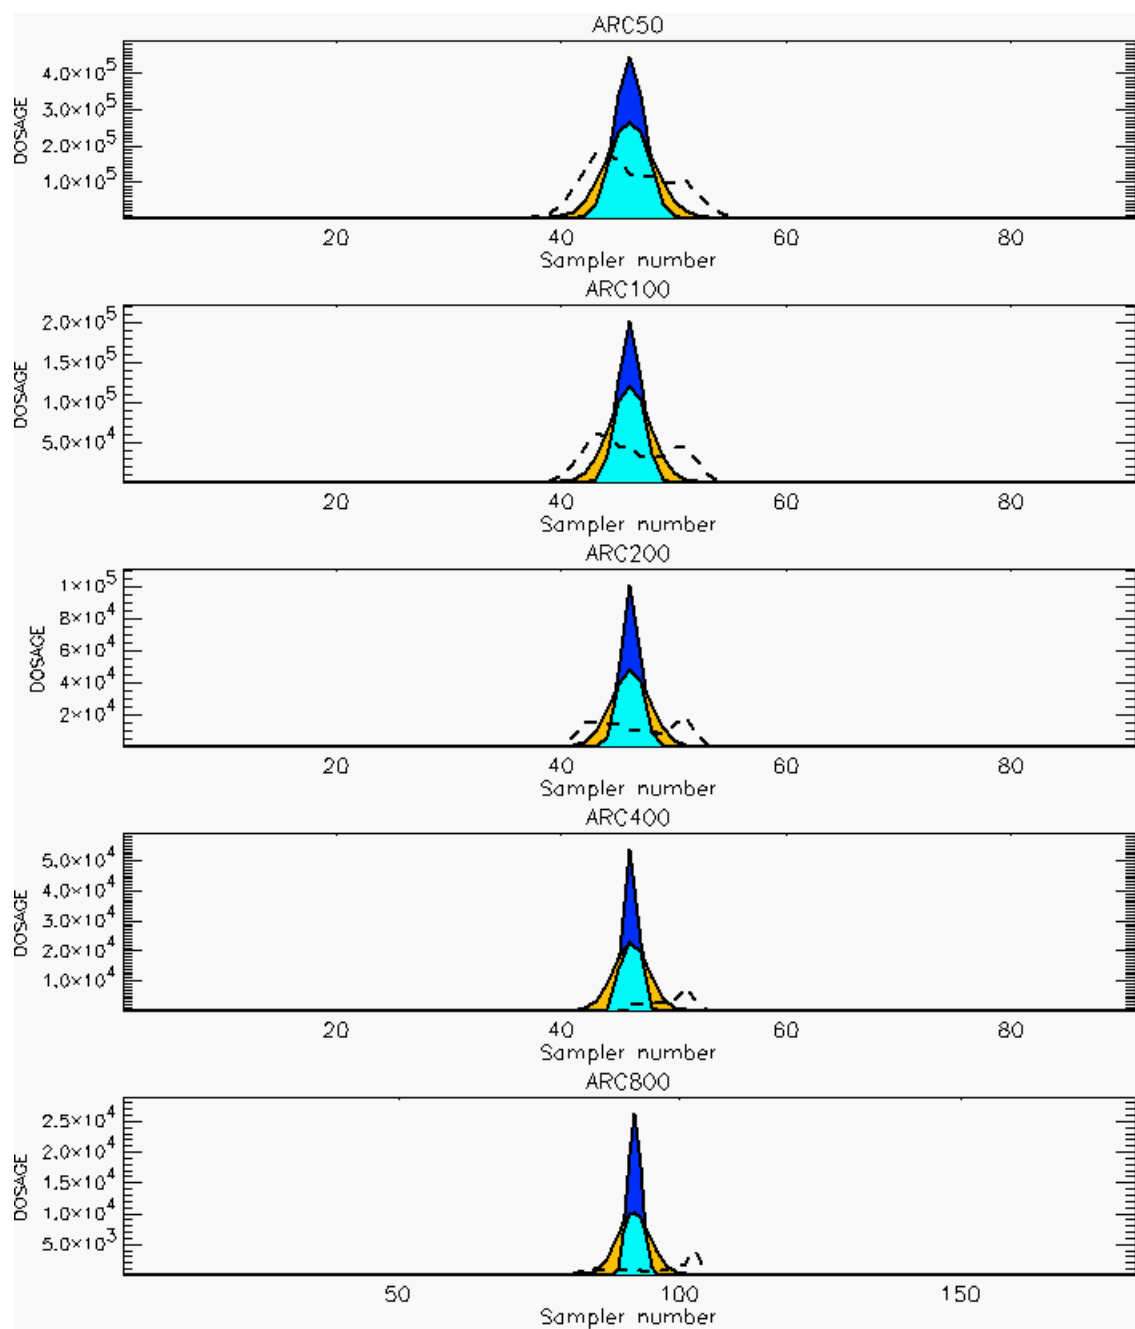 ARC50
DOSAGE
4.0×10⁵
3.0×10⁵
2.0×10⁵
1.0×10⁵
20 40 60 80
Sampler number
ARC100
DOSAGE
2.0×10⁵
1.5×10⁵
1.0×10⁵
5.0×10⁴
20 40 60 80
Sampler number
ARC200
DOSAGE
1×10⁵
8×10⁴
6×10⁴
4×10⁴
2×10⁴
20 40 60 80
Sampler number
ARC400
DOSAGE
5.0×10⁴
4.0×10⁴
3.0×10⁴
2.0×10⁴
1.0×10⁴
20 40 60 80
Sampler number
ARC800
DOSAGE
2.5×10⁴
2.0×10⁴
1.5×10⁴
1.0×10⁴
5.0×10³
50 100 150
Sampler number